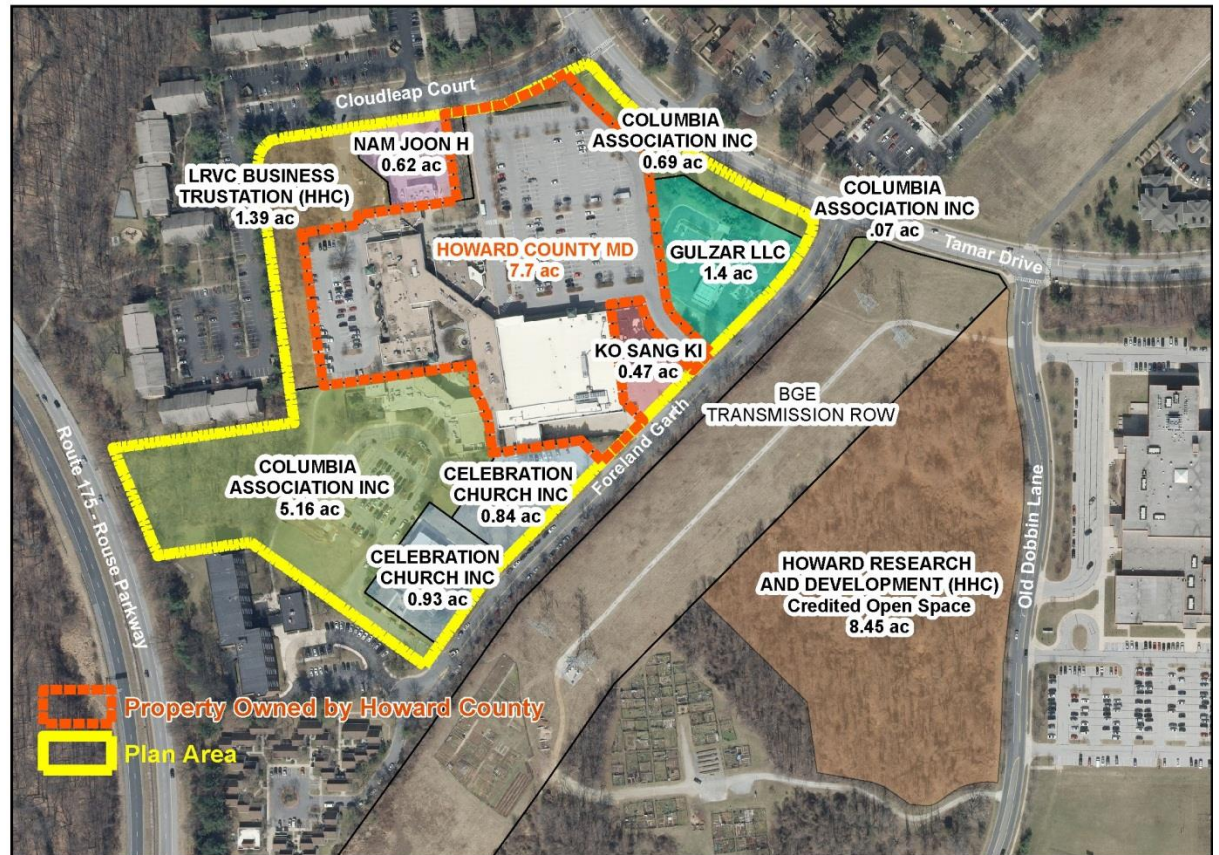 Cloudleap Court
NAM JOON H
0.62 ac
COLUMBIA
ASSOCIATION INC
0.69 ac
LRVC BUSINESS
TRUSTATION (HHC)
1.39 ac
COLUMBIA
ASSOCIATION INC
.07 ac
Tamar Drive
HOWARD COUNTY MD
7.7 ac
GULZAR LLC
1.4 ac
KO SANG KI
0.47 ac
BGE
TRANSMISSION ROW
Foreland Garth
COLUMBIA
ASSOCIATION INC
5.16 ac
CELEBRATION
CHURCH INC
0.84 ac
CELEBRATION
CHURCH INC
0.93 ac
HOWARD RESEARCH
AND DEVELOPMENT (HHC)
Credited Open Space
8.45 ac
Old Dobbin Lane
Route 175 - Rouse Parkway
Property Owned by Howard County
Plan Area